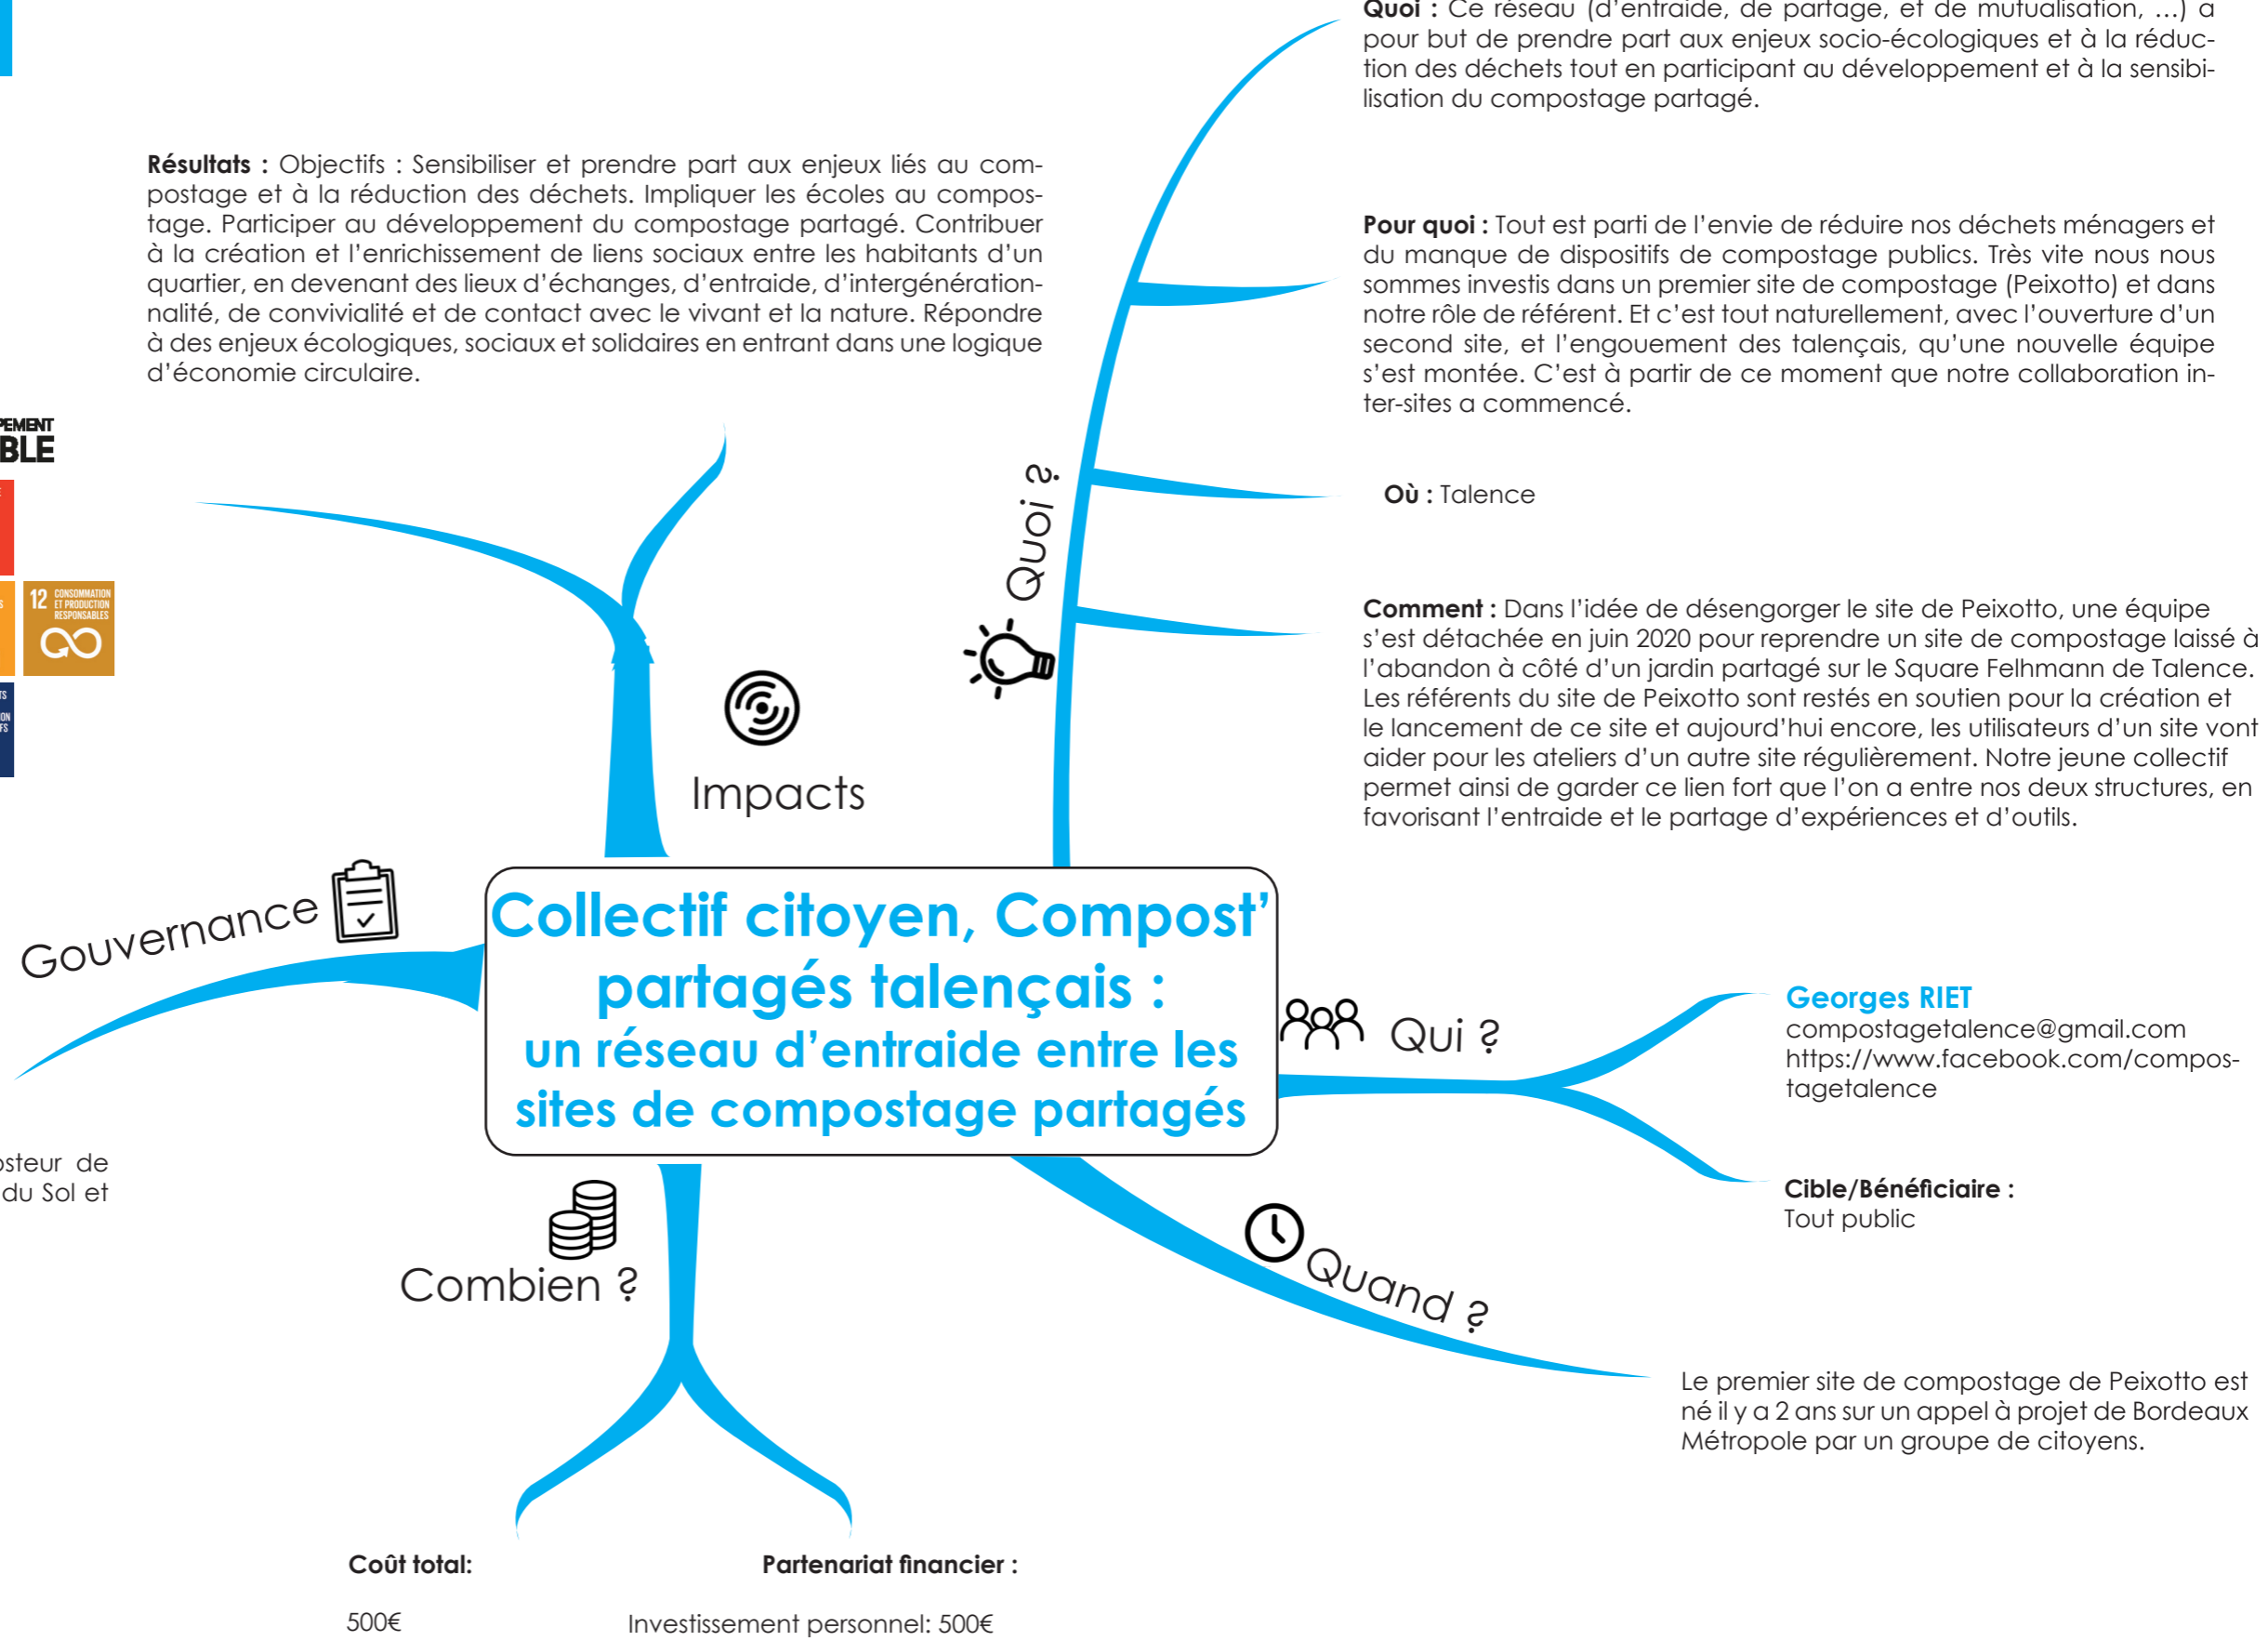 Quoi : Ce réseau (d'entraide, de partage, et de mutualisation, …) a
pour but de prendre part aux enjeux socio-écologiques et à la réduc-
tion des déchets tout en participant au développement et à la sensibi-
lisation du compostage partagé.
Résultats : Objectifs : Sensibiliser et prendre part aux enjeux liés au com-
postage et à la réduction des déchets. Impliquer les écoles au compos-
tage. Participer au développement du compostage partagé. Contribuer
à la création et l'enrichissement de liens sociaux entre les habitants d'un
quartier, en devenant des lieux d'échanges, d'entraide, d'intergénération-
nalité, de convivialité et de contact avec le vivant et la nature. Répondre
à des enjeux écologiques, sociaux et solidaires en entrant dans une logique
d'économie circulaire.
Pour quoi : Tout est parti de l'envie de réduire nos déchets ménagers et
du manque de dispositifs de compostage publics. Très vite nous nous
sommes investis dans un premier site de compostage (Peixotto) et dans
notre rôle de référent. Et c'est tout naturellement, avec l'ouverture d'un
second site, et l'engouement des talençais, qu'une nouvelle équipe
s'est montée. C'est à partir de ce moment que notre collaboration in-
ter-sites a commencé.
PEMENT
BLE
Quoi ?
Où : Talence
12 CONSOMMATION
ET PRODUCTION
RESPONSABLES
Comment : Dans l'idée de désengorger le site de Peixotto, une équipe
s'est détachée en juin 2020 pour reprendre un site de compostage laissé à
l'abandon à côté d'un jardin partagé sur le Square Felhmann de Talence.
Les référents du site de Peixotto sont restés en soutien pour la création et
le lancement de ce site et aujourd'hui encore, les utilisateurs d'un site vont
aider pour les ateliers d'un autre site régulièrement. Notre jeune collectif
permet ainsi de garder ce lien fort que l'on a entre nos deux structures, en
favorisant l'entraide et le partage d'expériences et d'outils.
Impacts
Gouvernance
Collectif citoyen, Compost'
partagés talençais :
un réseau d'entraide entre les
sites de compostage partagés
Qui ?
Georges RIET
compostagetalence@gmail.com
https://www.facebook.com/compos-
tagetalence
osteur de
du Sol et
Cible/Bénéficiaire :
Tout public
Combien ?
Quand ?
Le premier site de compostage de Peixotto est
né il y a 2 ans sur un appel à projet de Bordeaux
Métropole par un groupe de citoyens.
Coût total:
500€
Partenariat financier :
Investissement personnel: 500€